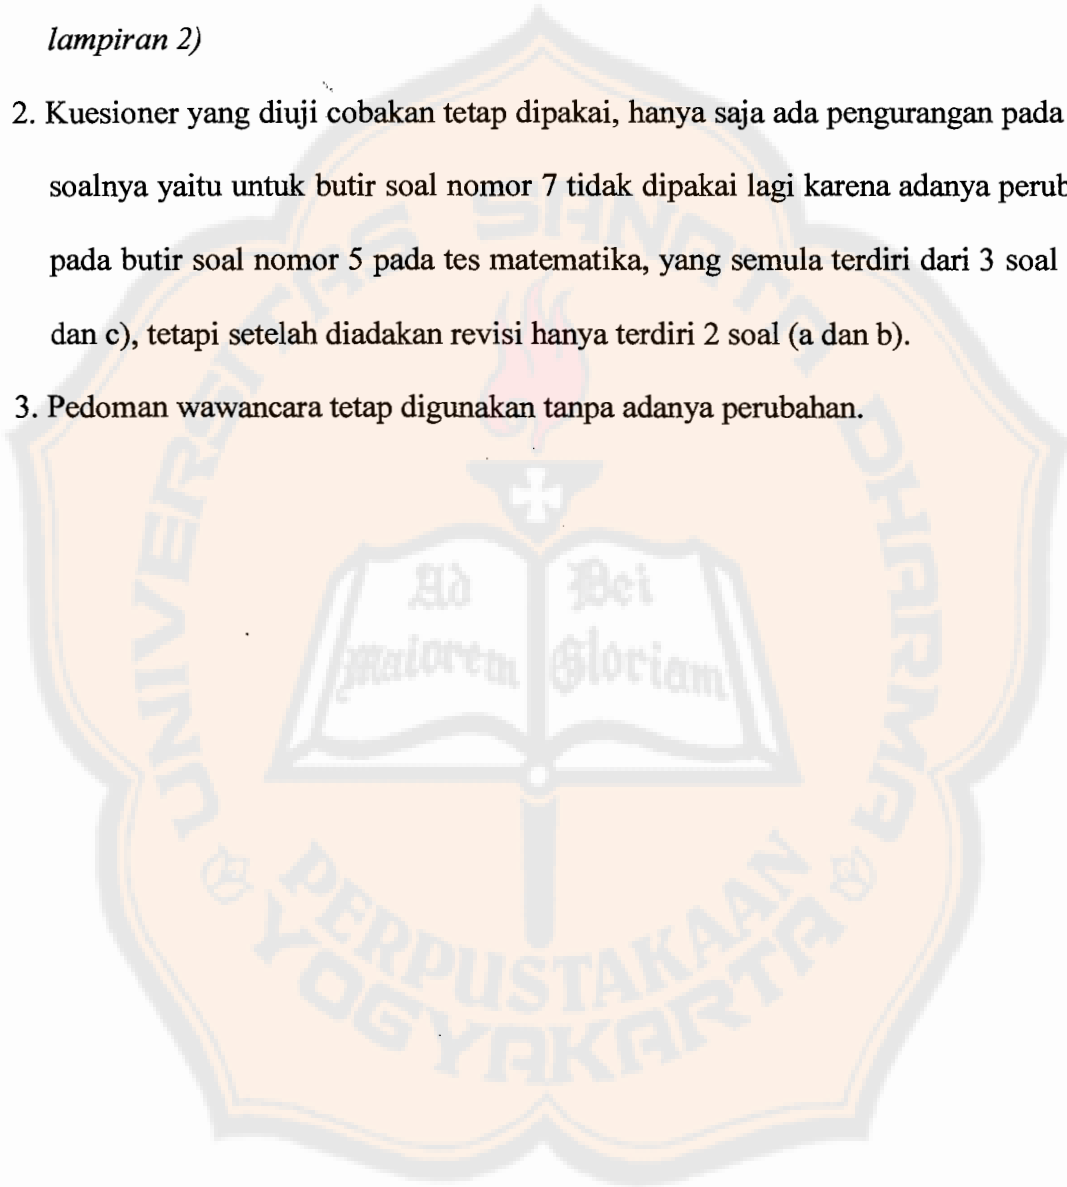 lampiran 2)
2. Kuesioner yang diuji cobakan tetap dipakai, hanya saja ada pengurangan pada
soalnya yaitu untuk butir soal nomor 7 tidak dipakai lagi karena adanya
pada butir soal nomor 5 pada tes matematika, yang semula terdiri dari 3 soal
dan c), tetapi setelah diadakan revisi hanya terdiri 2 soal (a dan b).
3. Pedoman wawancara tetap digunakan tanpa adanya perubahan.
UNIVERSITAS SANATA DHARMA
Ad Dei
Maiorem Gloriam
PERPUSTAKAAN
YOGYAKARTA